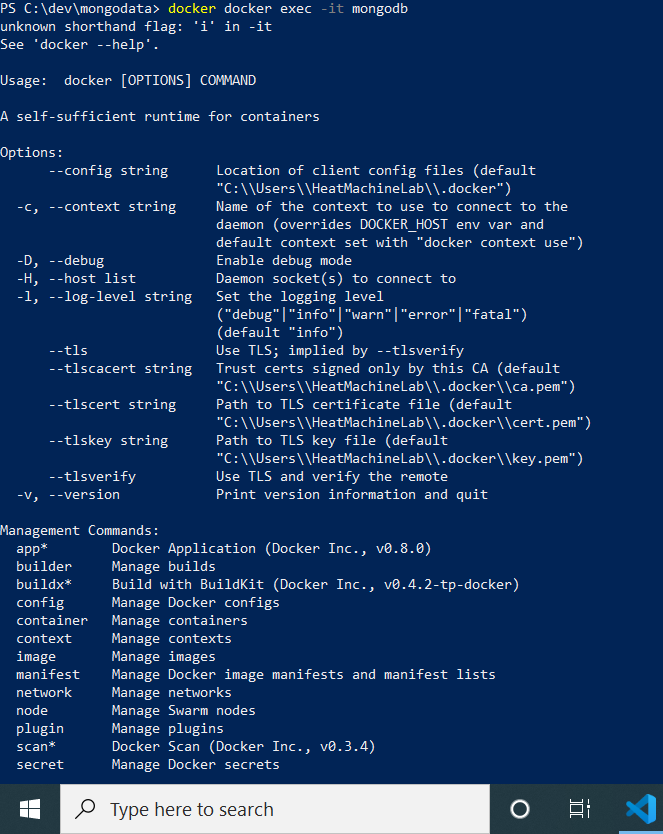 PS C:\dev\mongodata> docker docker exec -it mongodb
unknown shorthand flag: 'i' in -it
See 'docker --help'.

Usage:  docker [OPTIONS] COMMAND

A self-sufficient runtime for containers

Options:
      --config string      Location of client config files (default
                           "C:\\Users\\HeatMachineLab\\.docker")
  -c, --context string     Name of the context to use to connect to the
                           daemon (overrides DOCKER_HOST env var and
                           default context set with "docker context use")
  -D, --debug              Enable debug mode
  -H, --host list          Daemon socket(s) to connect to
  -l, --log-level string   Set the logging level
                           ("debug"|"info"|"warn"|"error"|"fatal")
                           (default "info")
      --tls                Use TLS; implied by --tlsverify
      --tlscacert string   Trust certs signed only by this CA (default
                           "C:\\Users\\HeatMachineLab\\.docker\\ca.pem")
      --tlscert string     Path to TLS certificate file (default
                           "C:\\Users\\HeatMachineLab\\.docker\\cert.pem")
      --tlskey string      Path to TLS key file (default
                           "C:\\Users\\HeatMachineLab\\.docker\\key.pem")
      --tlsverify          Use TLS and verify the remote
  -v, --version            Print version information and quit

Management Commands:
  app*        Docker Application (Docker Inc., v0.8.0)
  builder     Manage builds
  buildx*     Build with BuildKit (Docker Inc., v0.4.2-tp-docker)
  config      Manage Docker configs
  container   Manage containers
  context     Manage contexts
  image       Manage images
  manifest    Manage Docker image manifests and manifest lists
  network     Manage networks
  node        Manage Swarm nodes
  plugin      Manage plugins
  scan*       Docker Scan (Docker Inc., v0.3.4)
  secret      Manage Docker secrets
Type here to search